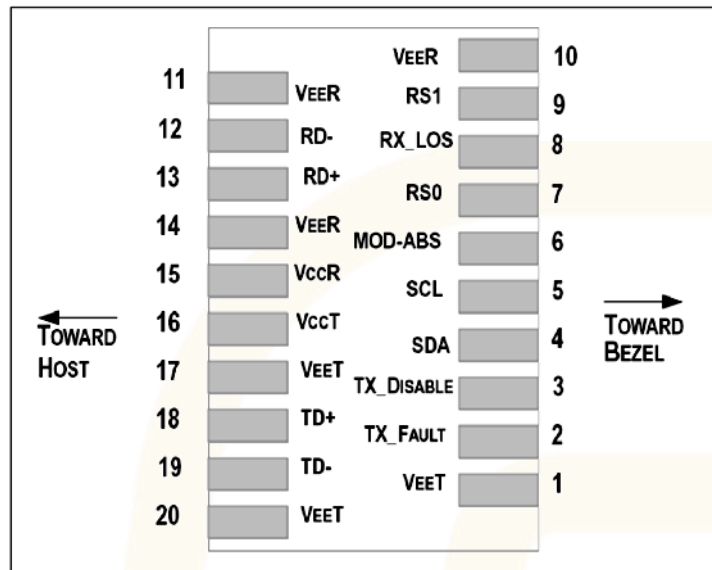 VEER 10
11 VEER
RS1 9
12 RD-
RX_LOS 8
13 RD+
RS0 7
14 VEER
MOD-ABS 6
15 VCCR
SCL 5
16 VCCT
TOWARD HOST
SDA 4
TOWARD BEZEL
17 VEET
TX_DISABLE 3
18 TD+
TX_FAULT 2
19 TD-
VEET 1
20 VEET